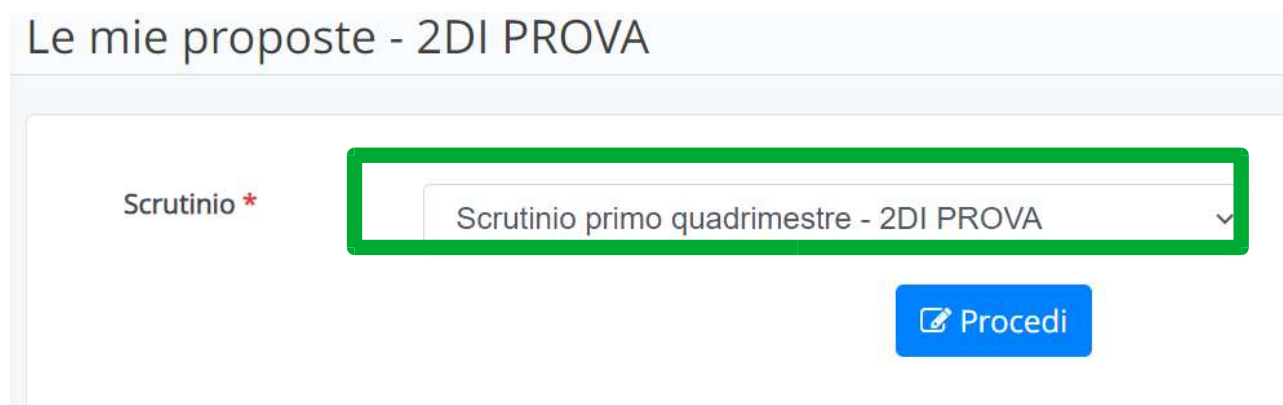 Le mie proposte - 2DI PROVA
Scrutinio *
Scrutinio primo quadrimestre - 2DI PROVA
Procedi